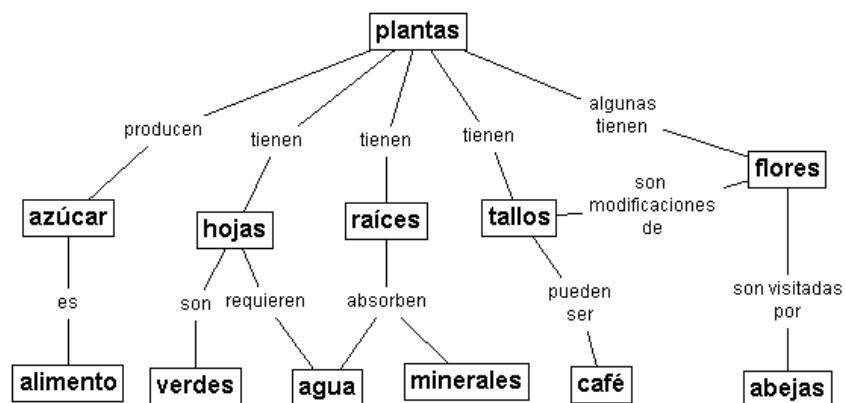 plantas
producen
tienen
tienen
tienen
algunas
tienen
azúcar
hojas
raíces
tallos
son
modificaciones
de
flores
es
son
requieren
absorben
pueden
ser
son visitadas
por
alimento
verdes
agua
minerales
café
abejas